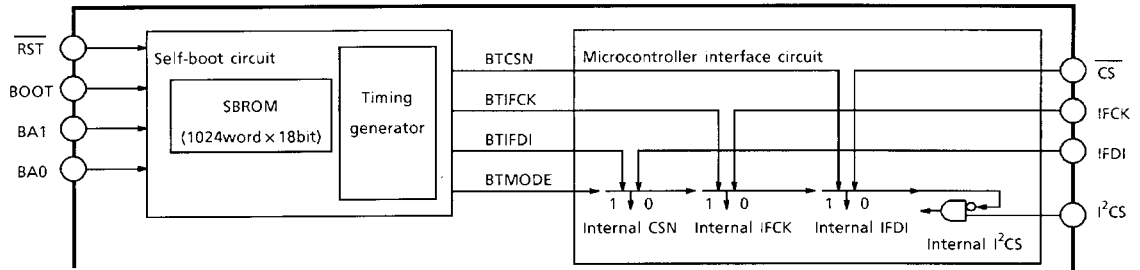 RST
BOOT
BA1
BA0
Self-boot circuit
SBROM
(1024word×18bit)
Timing
generator
BTCSN
BTIFCK
BTIFDI
BTMODE
Microcontroller interface circuit
1 0
Internal CSN
1 0
Internal IFCK
1 0
Internal IFDI
Internal I²CS
CS
IFCK
IFDI
I²CS